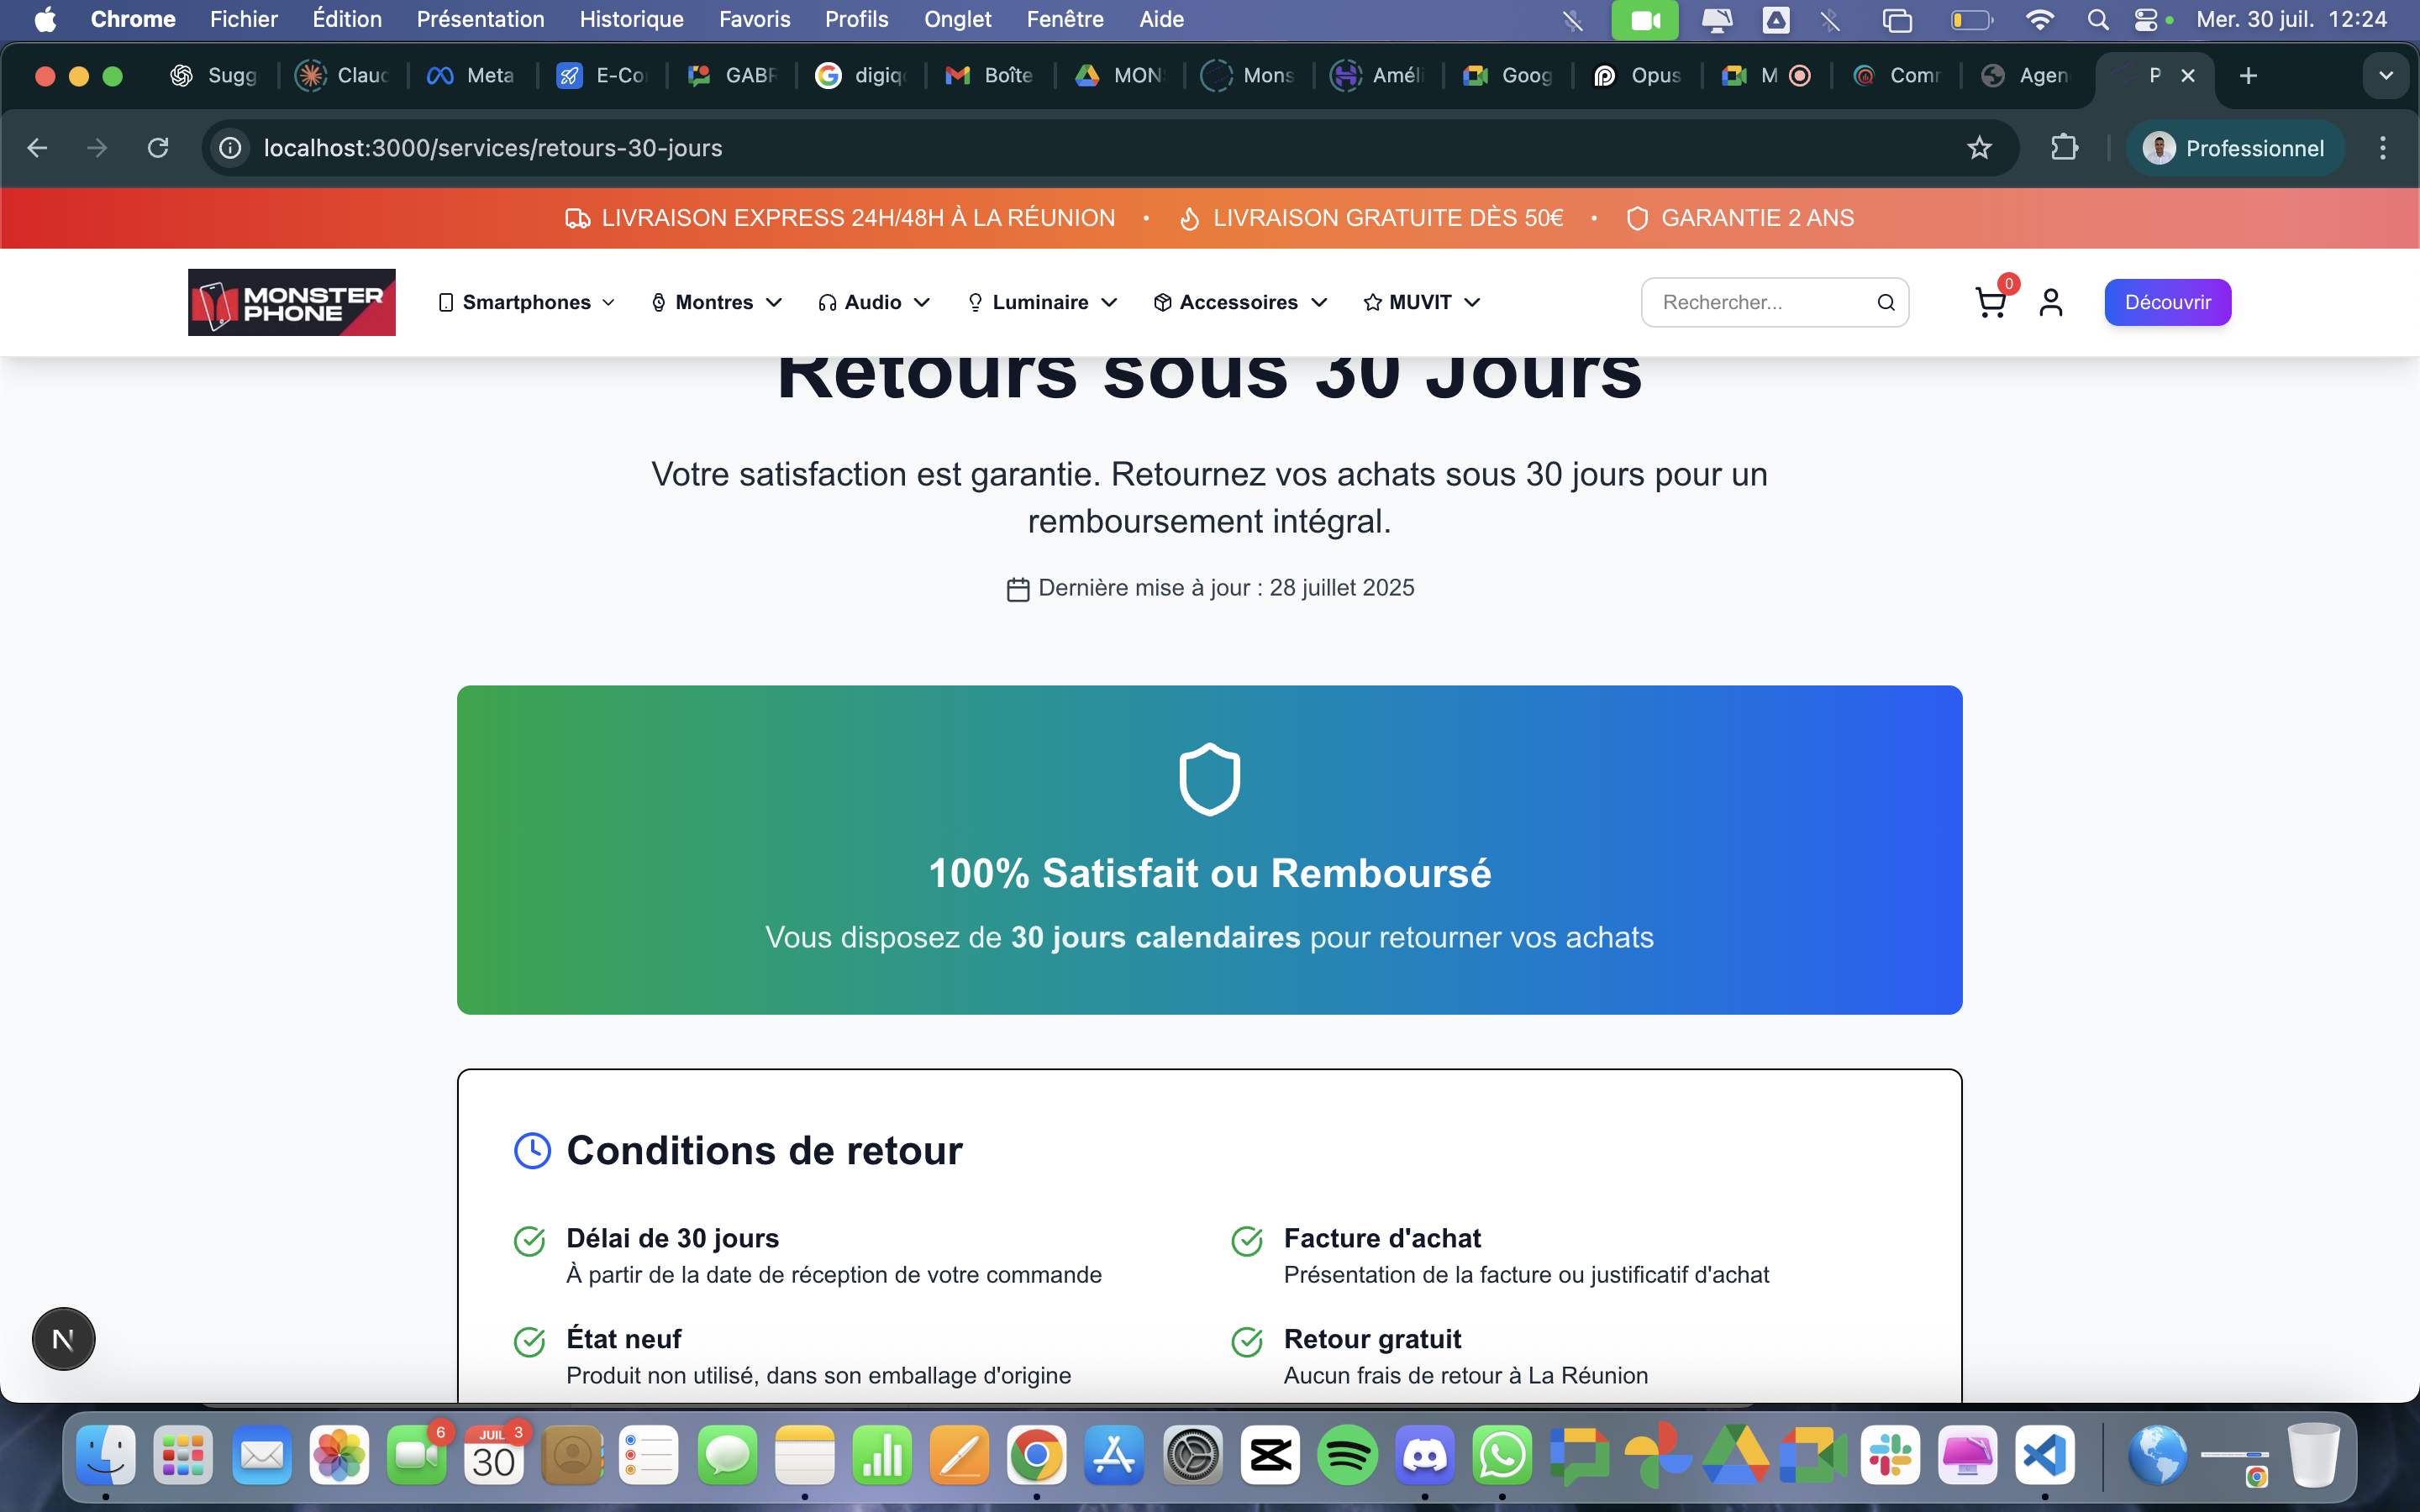 Chrome Fichier Édition Présentation Historique Favoris Profils Onglet Fenêtre Aide Mer. 30 juil. 12:24
Sugg Claud Meta E-Co GABR digiq Boîte MON Mons Améli Goog Opus M Com Agen P
localhost:3000/services/retours-30-jours Professionnel
LIVRAISON EXPRESS 24H/48H À LA RÉUNION • LIVRAISON GRATUITE DÈS 50€ • GARANTIE 2 ANS
MONSTER
PHONE
Smartphones Montres Audio Luminaire Accessoires MUVIT Rechercher... 0 Découvrir
Retours sous 30 Jours
Votre satisfaction est garantie. Retournez vos achats sous 30 jours pour un
remboursement intégral.
Dernière mise à jour : 28 juillet 2025
100% Satisfait ou Remboursé
Vous disposez de 30 jours calendaires pour retourner vos achats
Conditions de retour
Délai de 30 jours
À partir de la date de réception de votre commande
Facture d'achat
Présentation de la facture ou justificatif d'achat
État neuf
Produit non utilisé, dans son emballage d'origine
Retour gratuit
Aucun frais de retour à La Réunion
N
6
JUIL 3
30